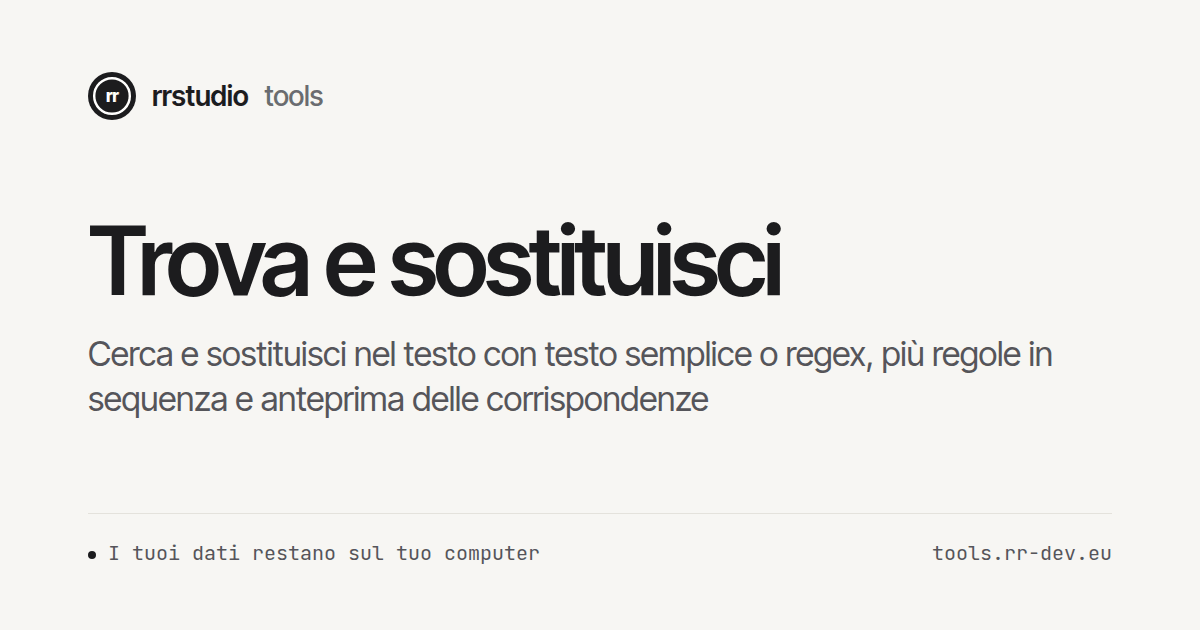 rr rrstudio tools
Trova e sostituisci
Cerca e sostituisci nel testo con testo semplice o regex, più regole in
sequenza e anteprima delle corrispondenze
I tuoi dati restano sul tuo computer
tools.rr-dev.eu